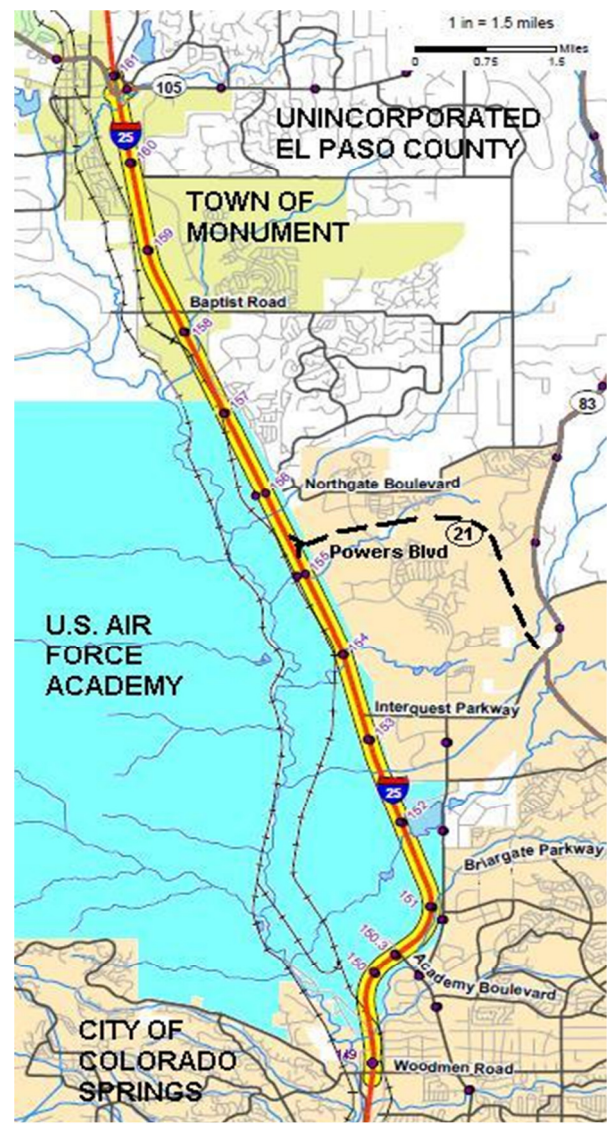 1 in = 1.5 miles
Miles
0 0.75 1.5
161
105
UNINCORPORATED
EL PASO COUNTY
25
160
TOWN OF
MONUMENT
159
Baptist Road
158
157
83
156
Northgate Boulevard
21
Powers Blvd
155
U.S. AIR
FORCE
ACADEMY
154
Interquest Parkway
153
25
152
Briargate Parkway
151
150.3
150
Academy Boulevard
CITY OF
COLORADO
SPRINGS
149
Woodmen Road